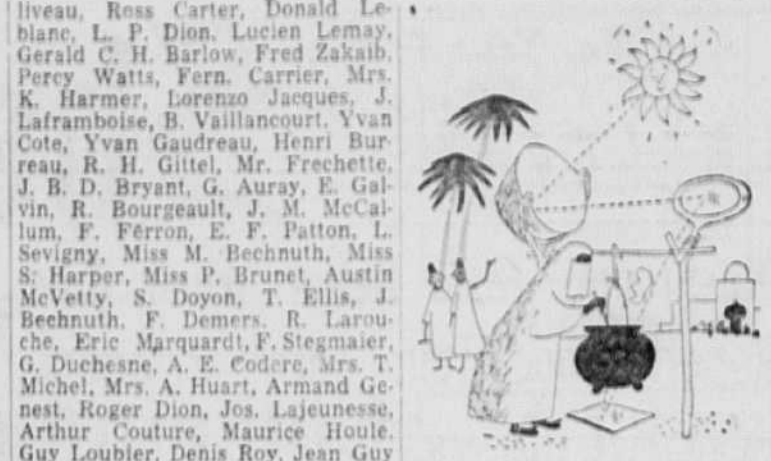 liveau, Ross Carter, Donald Le-
blanc, L. P. Dion, Lucien Lemay,
Gerald C. H. Barlow, Fred Zakaib,
Percy Watts, Fern. Carrier, Mrs.
K. Harmer, Lorenzo Jacques, J.
Laframboise, B. Vaillancourt, Yvan
Cote, Yvan Gaudreau, Henri Bur-
reau, R. H. Gittel, Mr. Frechette,
J. B. D. Bryant, G. Auray, E. Gal-
vin, R. Bourgeault, J. M. McCal-
lum, F. Ferron, E. F. Patton, L.
Sevigny, Miss M. Bechnuth, Miss
S. Harper, Miss P. Brunet, Austin
McVetty, S. Doyon, T. Ellis, J.
Bechnuth, F. Demers, R. Larou-
che, Eric Marquardt, F. Stegmaier,
G. Duchesne, A. E. Codere, Mrs. T.
Michel, Mrs. A. Huart, Armand Ge-
nest, Roger Dion, Jos. Lajeunesse,
Arthur Couture, Maurice Houle,
Guy Loubier, Denis Roy, Jean Guy